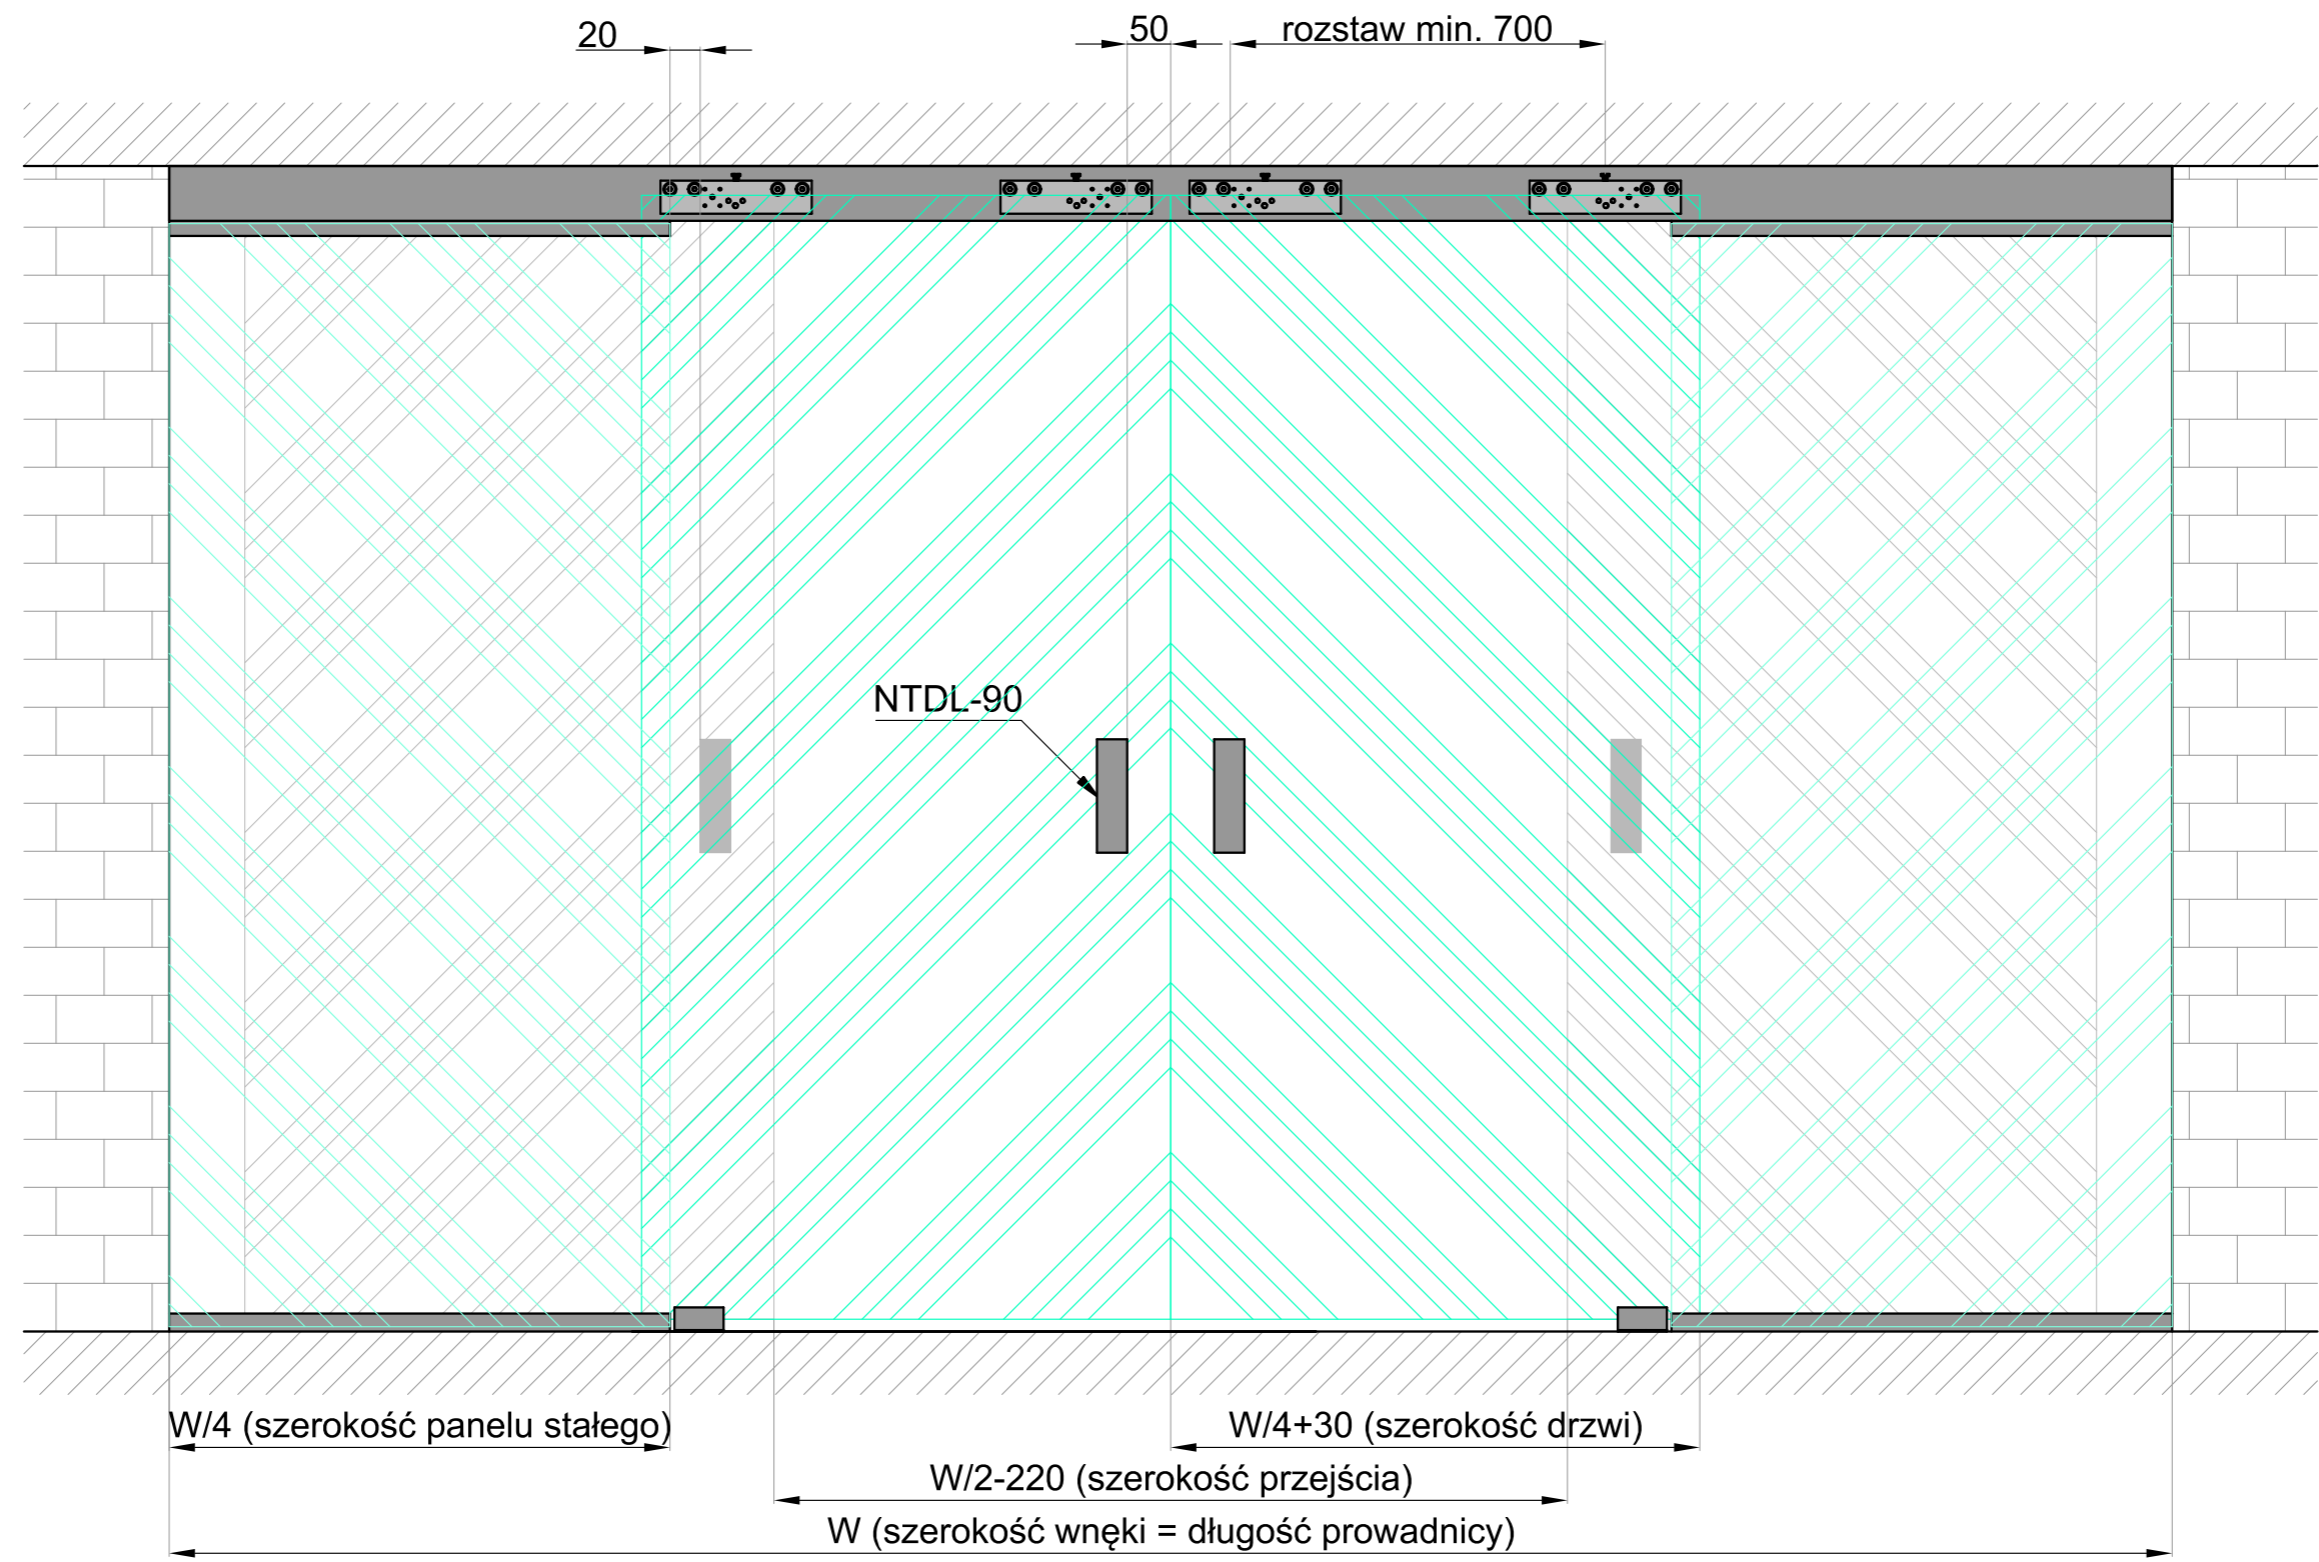 20
50
rozstaw min. 700
NTDL-90
W/4 (szerokość panelu stałego)
W/4+30 (szerokość drzwi)
W/2-220 (szerokość przejścia)
W (szerokość wnęki = długość prowadnicy)